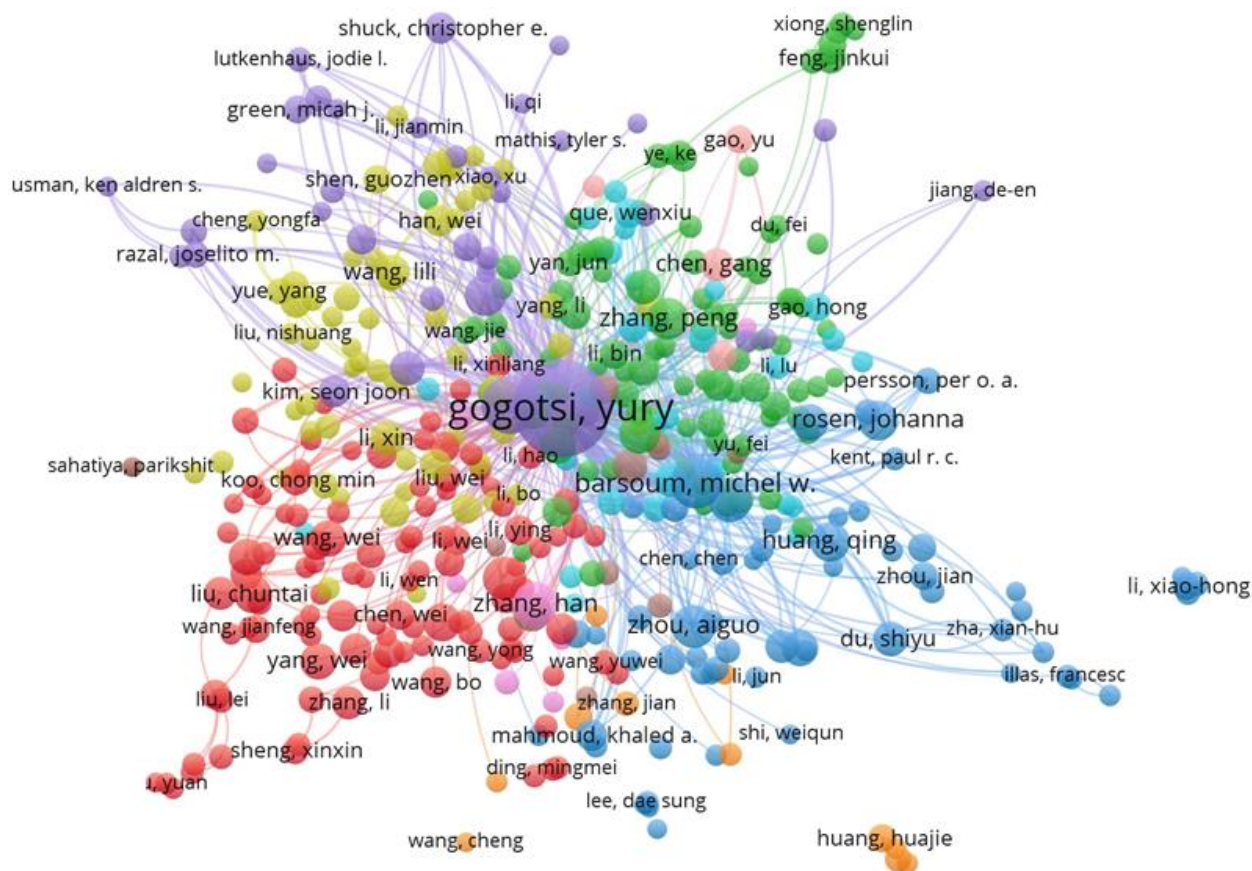 shuck, christopher e.
xiong, shenglin
lutkenhaus, jodie l.
feng, jinkui
green, micah j.
li, qi
li, jianmin
mathis, tyler s.
gao, yu
ye, ke
usman, ken aldren s.
shen, guozhen
xiao, xu
jiang, de-en
cheng, yongfa
han, wei
que, wenxiu
du, fei
razal, joselito m.
wang, lili
yan, jun
chen, gang
yue, yang
yang, li
gao, hong
liu, nishuang
wang, jie
zhang, peng
li, xinliang
li, bin
li, lu
kim, seon joon
persson, per o. a.
gogotsi, yury
rosen, johanna
li, xin
li, hao
yu, fei
kent, paul r. c.
sahatiya, parikshit
koo, chong min
liu, wei
li, bo
barsoum, michel w.
wang, wei
li, wei
li, ying
huang, qing
chen, chen
li, wen
zhou, jian
liu, chuntai
li, xiao-hong
chen, wei
zhang, han
wang, jianfeng
zhou, aiguo
du, shiyu
zha, xian-hu
wang, yong
yang, wei
wang, bo
wang, yuwei
li, jun
illas, francesc
liu, lei
zhang, li
zhang, jian
sheng, xinxin
mahmoud, khaled a.
shi, weiqun
u, yuan
ding, mingmei
lee, dae sung
wang, cheng
huang, huajie